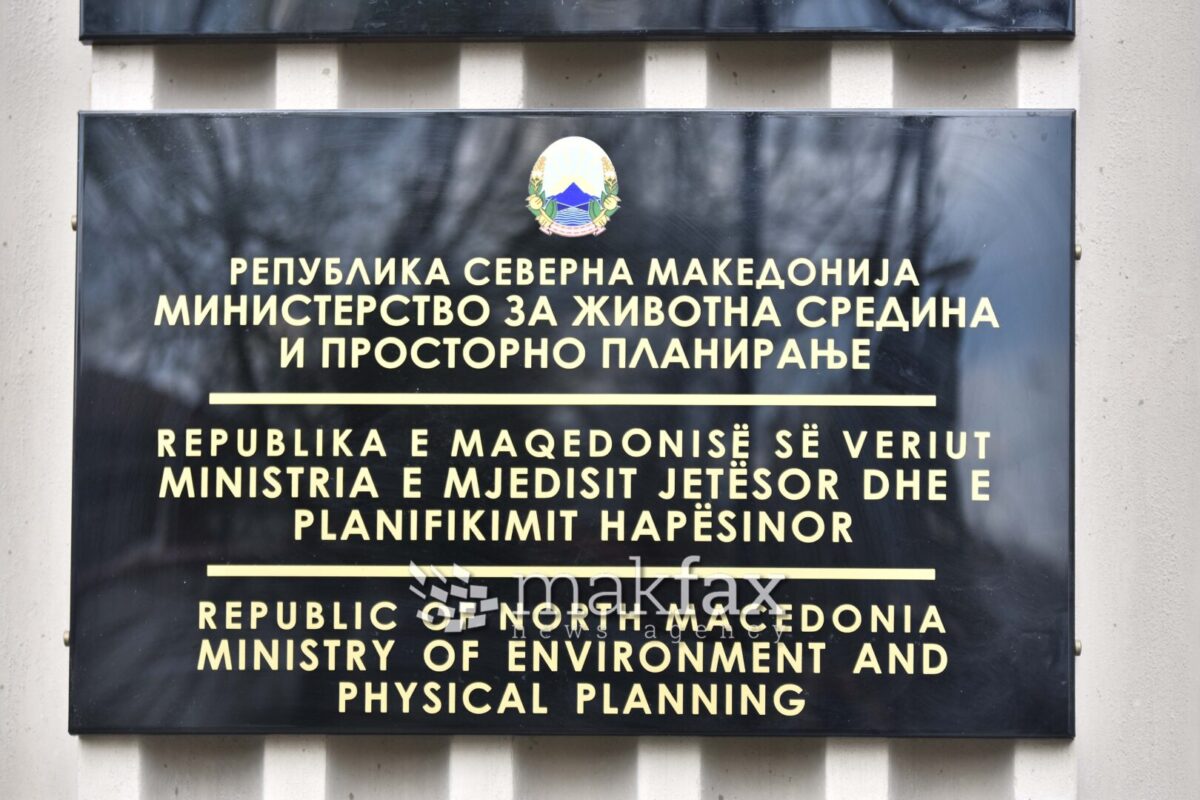 РЕПУБЛИКА СЕВЕРНА МАКЕДОНИЈА
МИНИСТЕРСТВО ЗА ЖИВОТНА СРЕДИНА
И ПРОСТОРНО ПЛАНИРАЊЕ
REPUBLIKA E MAQEDONISË SË VERIUT
MINISTRIA E MJEDISIT JETËSOR DHE E
PLANIFIKIMIT HAPËSINOR
makfax
news agency
REPUBLIC OF NORTH MACEDONIA
MINISTRY OF ENVIRONMENT AND
PHYSICAL PLANNING